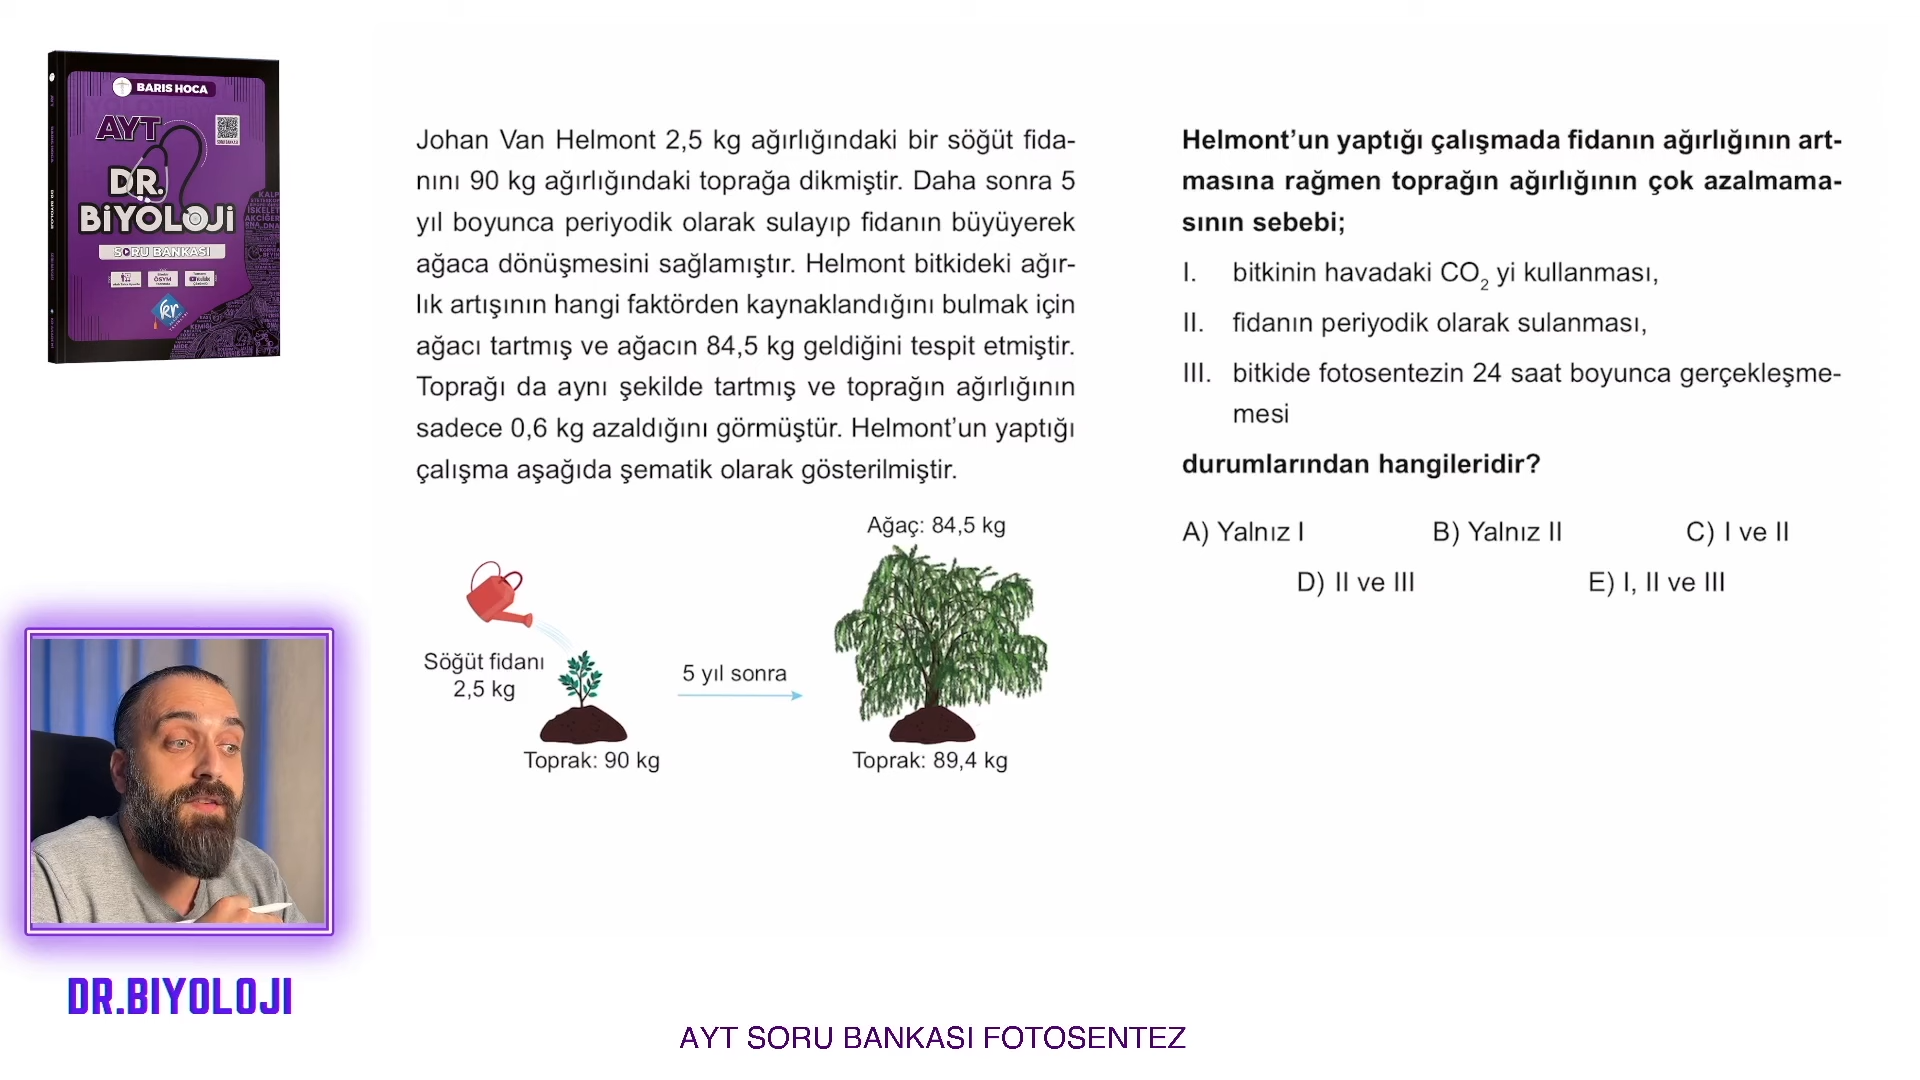 BARIS HOCA
AYT
DR.
BİYOLOJİ
SORU BANKASI
Johan Van Helmont 2,5 kg ağırlığındaki bir söğüt fida-
nını 90 kg ağırlığındaki toprağa dikmiştir. Daha sonra 5
yıl boyunca periyodik olarak sulayıp fidanın büyüyerek
ağaca dönüşmesini sağlamıştır. Helmont bitkideki ağır-
lık artışının hangi faktörden kaynaklandığını bulmak için
ağacı tartmış ve ağacın 84,5 kg geldiğini tespit etmiştir.
Toprağı da aynı şekilde tartmış ve toprağın ağırlığının
sadece 0,6 kg azaldığını görmüştür. Helmont’un yaptığı
çalışma aşağıda şematik olarak gösterilmiştir.
Ağaç: 84,5 kg
Söğüt fidanı
2,5 kg
5 yıl sonra
Toprak: 90 kg
Toprak: 89,4 kg
Helmont’un yaptığı çalışmada fidanın ağırlığının art-
masına rağmen toprağın ağırlığının çok azalmama-
sının sebebi;
I. bitkinin havadaki CO₂ yi kullanması,
II. fidanın periyodik olarak sulanması,
III. bitkide fotosentezin 24 saat boyunca gerçekleşme-
mesi
durumlarından hangileridir?
A) Yalnız I B) Yalnız II C) I ve II
D) II ve III E) I, II ve III
DR.BIYOLOJI
AYT SORU BANKASI FOTOSENTEZ